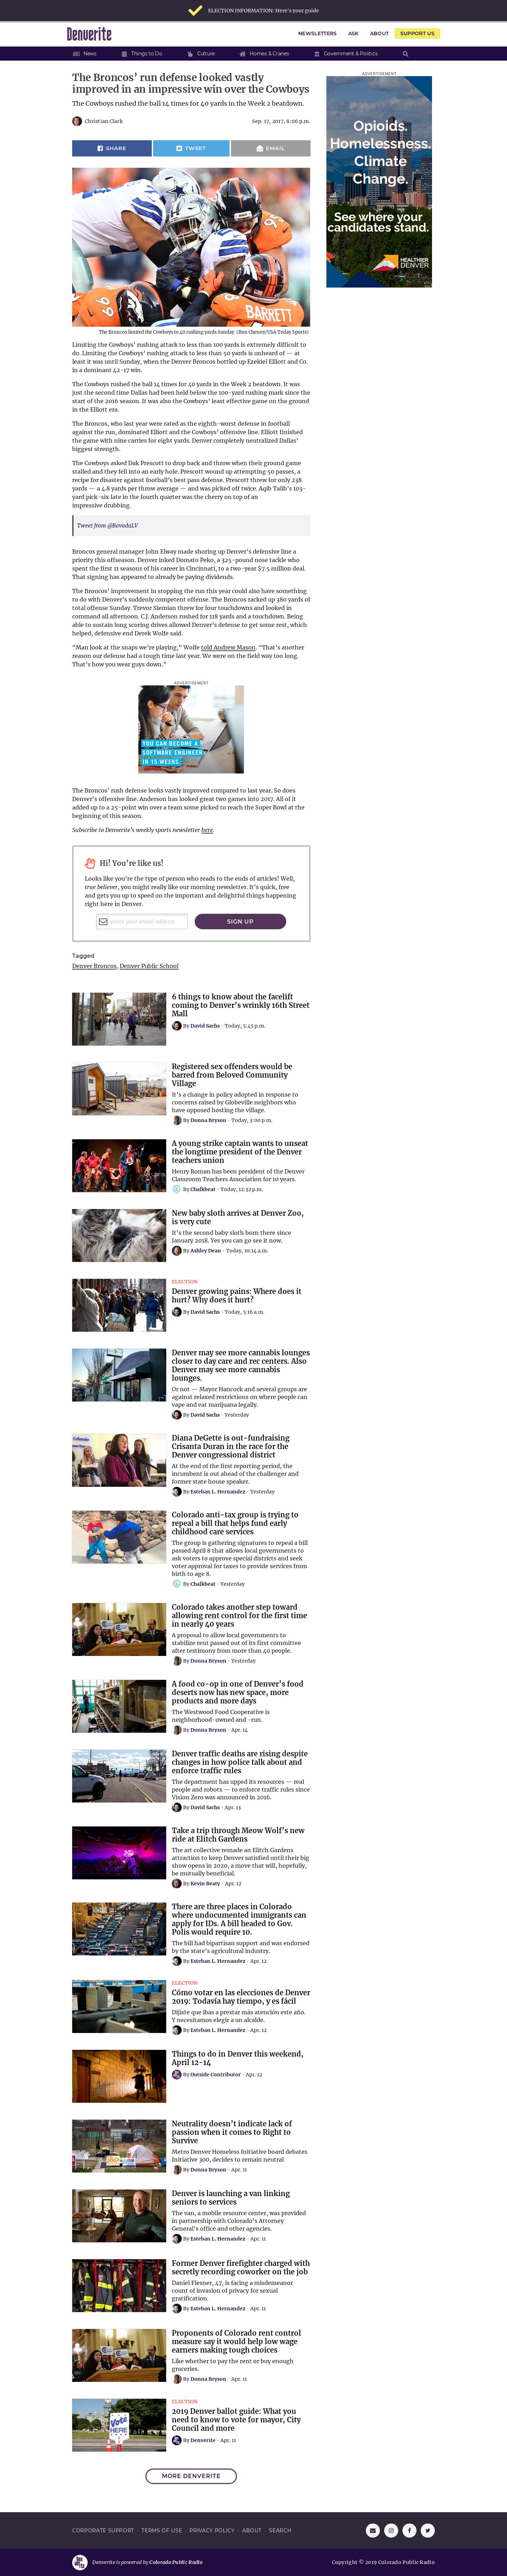 ELECTION INFORMATION: Here's your guide
Denverite
NEWSLETTERS ASK ABOUT SUPPORT US
News Things to Do Culture Homes & Cranes Government & Politics
The Broncos’ run defense looked vastly
improved in an impressive win over the Cowboys
The Cowboys rushed the ball 14 times for 40 yards in the Week 2 beatdown.
Christian Clark
Sep. 17, 2017, 8:06 p.m.
SHARE TWEET EMAIL
BARRETT
The Broncos limited the Cowboys to 40 rushing yards Sunday. (Ron Chenoy/USA Today Sports)
ADVERTISEMENT
Opioids.
Homelessness.
Climate
Change.
See where your
candidates stand.
HEALTHIER
DENVER
Limiting the Cowboys’ rushing attack to less than 100 yards is extremely difficult to
do. Limiting the Cowboys’ rushing attack to less than 50 yards is unheard of — at
least it was until Sunday, when the Denver Broncos bottled up Ezekiel Elliott and Co.
in a dominant 42-17 win.
The Cowboys rushed the ball 14 times for 40 yards in the Week 2 beatdown. It was
just the second time Dallas had been held below the 100-yard rushing mark since the
start of the 2016 season. It was also the Cowboys’ least effective game on the ground
in the Elliott era.
The Broncos, who last year were rated as the eighth-worst defense in football
against the run, dominated Elliott and the Cowboys’ offensive line. Elliott finished
the game with nine carries for eight yards. Denver completely neutralized Dallas’
biggest strength.
The Cowboys asked Dak Prescott to drop back and throw when their ground game
stalled and they fell into an early hole. Prescott wound up attempting 50 passes, a
recipe for disaster against football’s best pass defense. Prescott threw for only 238
yards — a 4.8 yards per throw average — and was picked off twice. Aqib Talib’s 103-
yard pick-six late in the fourth quarter was the cherry on top of an
impressive drubbing.
Tweet from @BovadaLV
Broncos general manager John Elway made shoring up Denver’s defensive line a
priority this offseason. Denver inked Domato Peko, a 325-pound nose tackle who
spent the first 11 seasons of his career in Cincinnati, to a two-year $7.5 million deal.
That signing has appeared to already be paying dividends.
The Broncos’ improvement in stopping the run this year could also have something
to do with Denver’s suddenly competent offense. The Broncos racked up 380 yards of
total offense Sunday. Trevor Siemian threw for four touchdowns and looked in
command all afternoon. C.J. Anderson rushed for 118 yards and a touchdown. Being
able to sustain long scoring drives allowed Denver’s defense to get some rest, which
helped, defensive end Derek Wolfe said.
“Man look at the snaps we’re playing,” Wolfe told Andrew Mason. “That’s another
reason our defense had a tough time last year. We were on the field way too long.
That’s how you wear guys down.”
ADVERTISEMENT
YOU CAN BECOME A
SOFTWARE ENGINEER
IN 15 WEEKS.
The Broncos’ rush defense looks vastly improved compared to last year. So does
Denver’s offensive line. Anderson has looked great two games into 2017. All of it
added up to a 25-point win over a team some picked to reach the Super Bowl at the
beginning of this season.
Subscribe to Denverite’s weekly sports newsletter here.
Hi! You’re like us!
Looks like you’re the type of person who reads to the ends of articles! Well,
true believer, you might really like our morning newsletter. It’s quick, free
and gets you up to speed on the important and delightful things happening
right here in Denver.
enter your email address
SIGN UP
Tagged
Denver Broncos, Denver Public School
6 things to know about the facelift
coming to Denver’s wrinkly 16th Street
Mall
By David Sachs - Today, 5:45 p.m.
Registered sex offenders would be
barred from Beloved Community
Village
It’s a change in policy adopted in response to
concerns raised by Globeville neighbors who
have opposed hosting the village.
By Donna Bryson - Today, 3:00 p.m.
A young strike captain wants to unseat
the longtime president of the Denver
teachers union
Henry Roman has been president of the Denver
Classroom Teachers Association for 10 years.
By Chalkbeat - Today, 12:32 p.m.
New baby sloth arrives at Denver Zoo,
is very cute
It’s the second baby sloth born there since
January 2018. Yes you can go see it now.
By Ashley Dean - Today, 10:14 a.m.
ELECTION
Denver growing pains: Where does it
hurt? Why does it hurt?
By David Sachs - Today, 5:16 a.m.
Denver may see more cannabis lounges
closer to day care and rec centers. Also
Denver may see more cannabis
lounges.
Or not — Mayor Hancock and several groups are
against relaxed restrictions on where people can
vape and eat marijuana legally.
By David Sachs - Yesterday
Diana DeGette is out-fundraising
Crisanta Duran in the race for the
Denver congressional district
At the end of the first reporting period, the
incumbent is out ahead of the challenger and
former state house speaker.
By Esteban L. Hernandez - Yesterday
Colorado anti-tax group is trying to
repeal a bill that helps fund early
childhood care services
The group is gathering signatures to repeal a bill
passed April 8 that allows local governments to
ask voters to approve special districts and seek
voter approval for taxes to provide services from
birth to age 8.
By Chalkbeat - Yesterday
Colorado takes another step toward
allowing rent control for the first time
in nearly 40 years
A proposal to allow local governments to
stabilize rent passed out of its first committee
after testimony from more than 40 people.
By Donna Bryson - Yesterday
A food co-op in one of Denver’s food
deserts now has new space, more
products and more days
The Westwood Food Cooperative is
neighborhood-owned and -run.
By Donna Bryson - Apr. 14
Denver traffic deaths are rising despite
changes in how police talk about and
enforce traffic rules
The department has upped its resources — real
people and robots — to enforce traffic rules since
Vision Zero was announced in 2016.
By David Sachs - Apr. 13
Take a trip through Meow Wolf’s new
ride at Elitch Gardens
The art collective remade an Elitch Gardens
attraction to keep Denver satisfied until their big
show opens in 2020, a move that will, hopefully,
be mutually beneficial.
By Kevin Beaty - Apr. 12
There are three places in Colorado
where undocumented immigrants can
apply for IDs. A bill headed to Gov.
Polis would require 10.
The bill had bipartisan support and was endorsed
by the state’s agricultural industry.
By Esteban L. Hernandez - Apr. 12
ELECTION
Cómo votar en las elecciones de Denver
2019: Todavía hay tiempo, y es fácil
Dijiste que ibas a prestar más atención este año.
Y necesitamos elegir a un alcalde.
By Esteban L. Hernandez - Apr. 12
Things to do in Denver this weekend,
April 12-14
By Outside Contributor - Apr. 12
Neutrality doesn’t indicate lack of
passion when it comes to Right to
Survive
Metro Denver Homeless Initiative board debates
Initiative 300, decides to remain neutral
By Donna Bryson - Apr. 11
Denver is launching a van linking
seniors to services
The van, a mobile resource center, was provided
in partnership with Colorado’s Attorney
General’s office and other agencies.
By Esteban L. Hernandez - Apr. 11
Former Denver firefighter charged with
secretly recording coworker on the job
Daniel Flesner, 47, is facing a misdemeanor
count of invasion of privacy for sexual
gratification.
By Esteban L. Hernandez - Apr. 11
Proponents of Colorado rent control
measure say it would help low wage
earners making tough choices
Like whether to pay the rent or buy enough
groceries.
By Donna Bryson - Apr. 11
VOTE
HERE
ELECTION
2019 Denver ballot guide: What you
need to know to vote for mayor, City
Council and more
By Denverite - Apr. 11
MORE DENVERITE
CORPORATE SUPPORT - TERMS OF USE - PRIVACY POLICY - ABOUT - SEARCH
Denverite is powered by Colorado Public Radio
Copyright © 2019 Colorado Public Radio